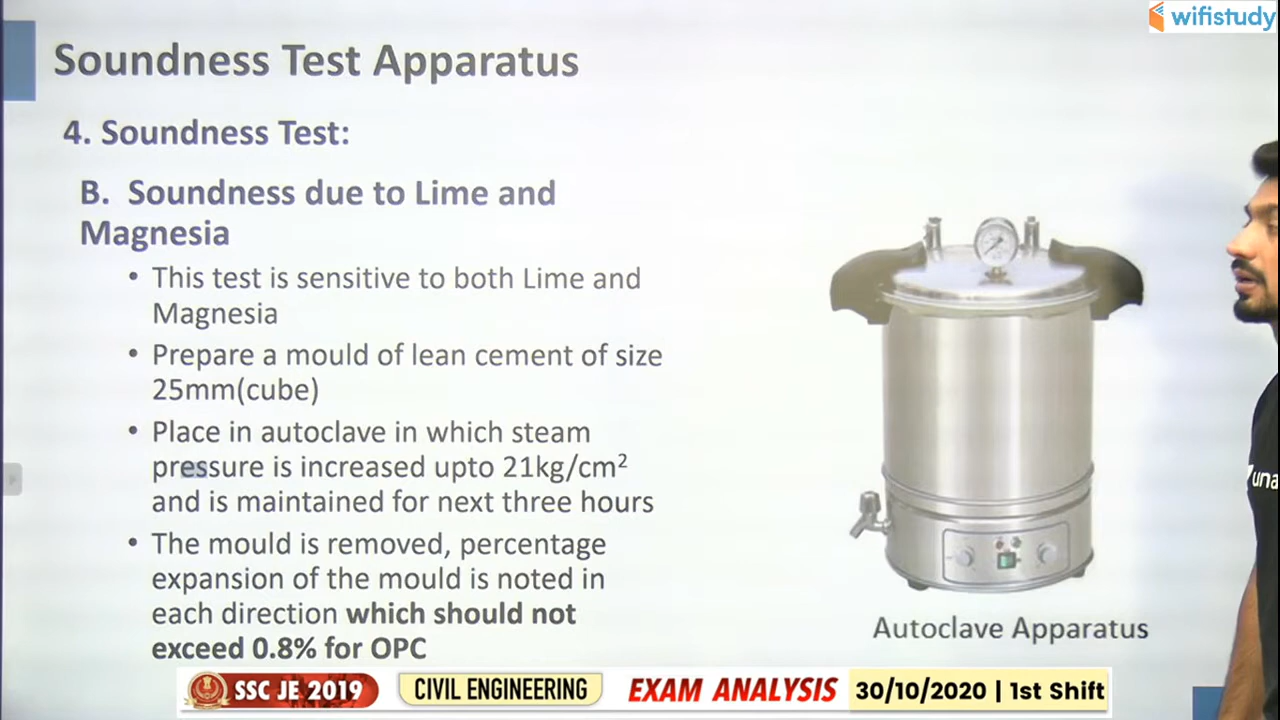 wifistudy
Soundness Test Apparatus
4. Soundness Test:
B. Soundness due to Lime and
Magnesia
• This test is sensitive to both Lime and
Magnesia
• Prepare a mould of lean cement of size
25mm(cube)
• Place in autoclave in which steam
pressure is increased upto 21kg/cm²
and is maintained for next three hours
• The mould is removed, percentage
expansion of the mould is noted in
each direction which should not
exceed 0.8% for OPC
Autoclave Apparatus
una
SSC JE 2019
CIVIL ENGINEERING
EXAM ANALYSIS
30/10/2020 | 1st Shift